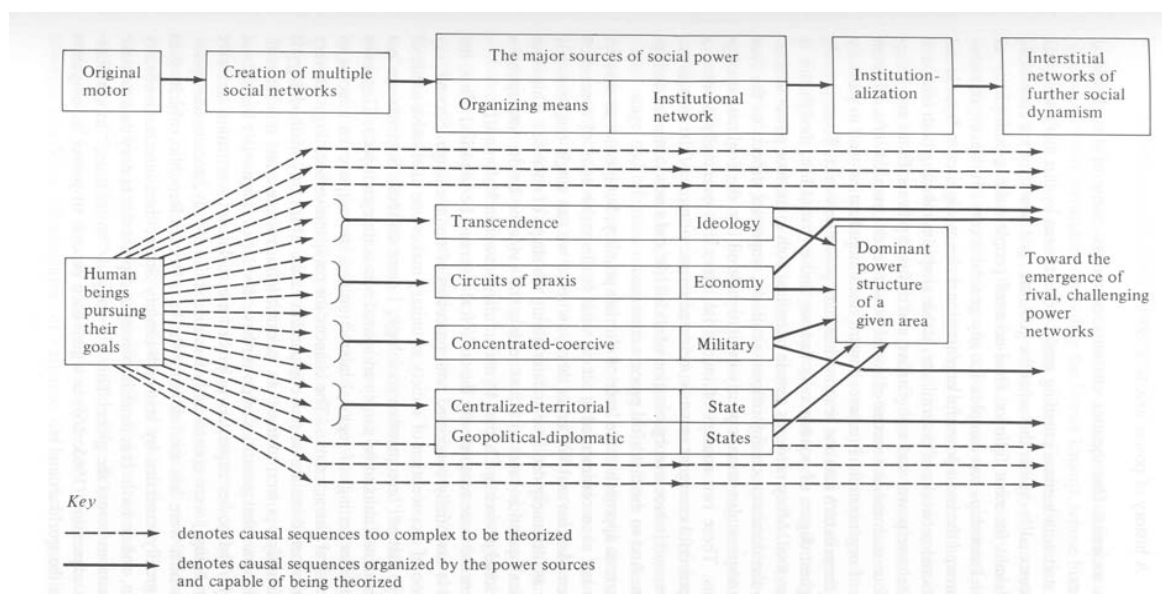 Original
motor
Creation of multiple
social networks
The major sources of social power
Organizing means
Institutional
network
Institution-
alization
Interstitial
networks of
further social
dynamism
Transcendence
Ideology
Human
beings
pursuing
their
goals
Circuits of praxis
Economy
Dominant
power
structure
of a
given area
Toward the
emergence of
rival, challenging
power
networks
Concentrated-coercive
Military
Centralized-territorial
State
Geopolitical-diplomatic
States
Key
denotes causal sequences too complex to be theorized
denotes causal sequences organized by the power sources
and capable of being theorized